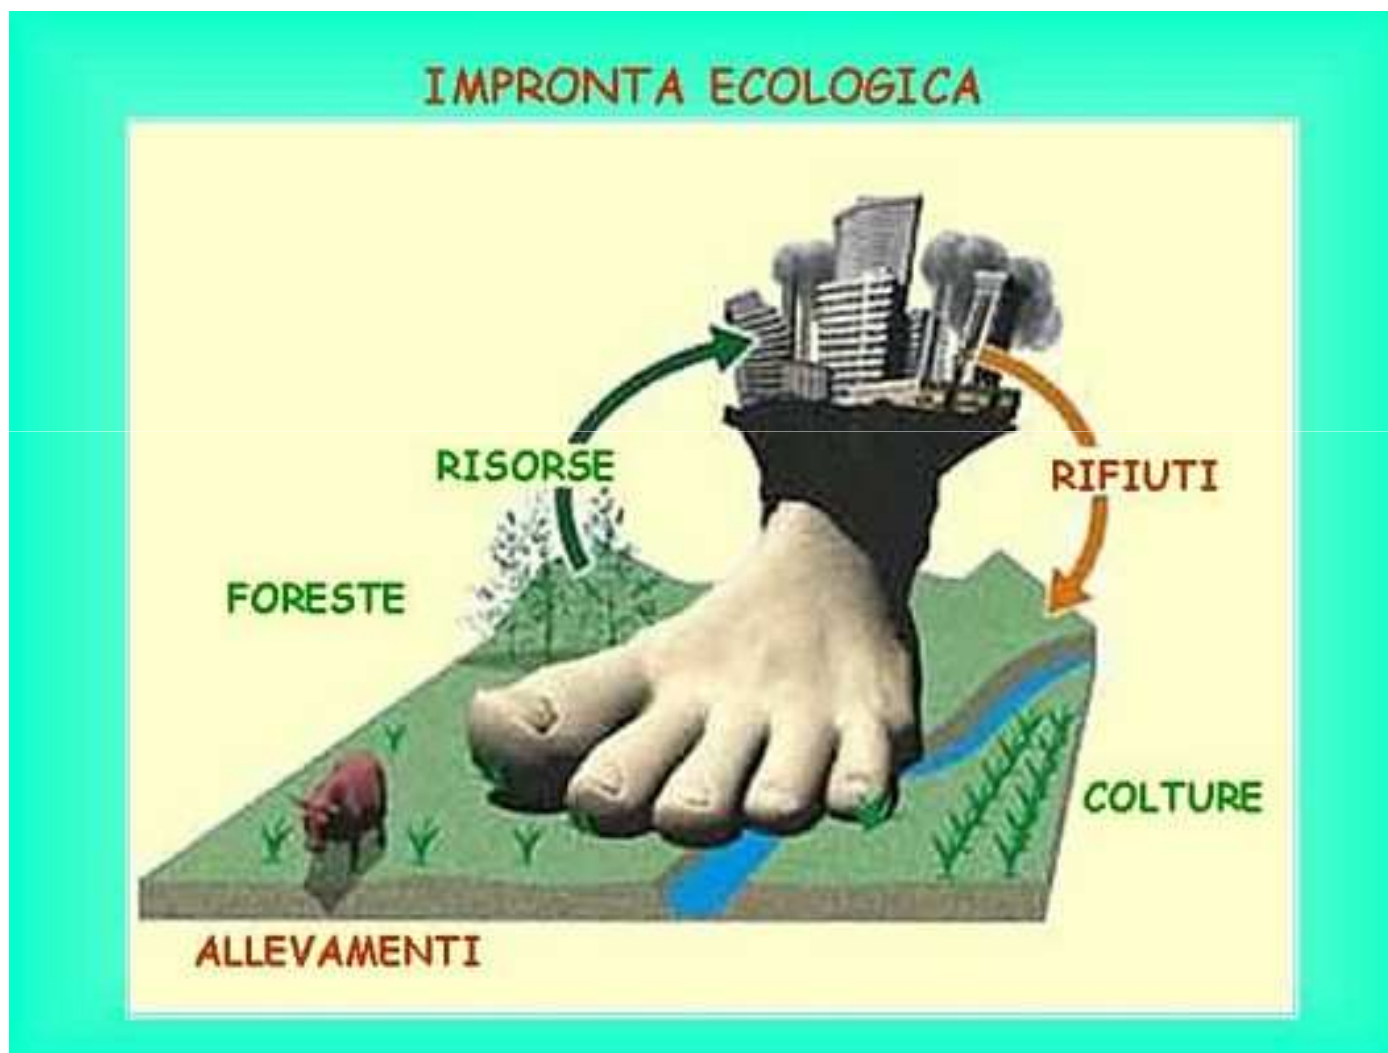 IMPRONTA ECOLOGICA
RISORSE
RIFIUTI
FORESTE
COLTURE
ALLEVAMENTI